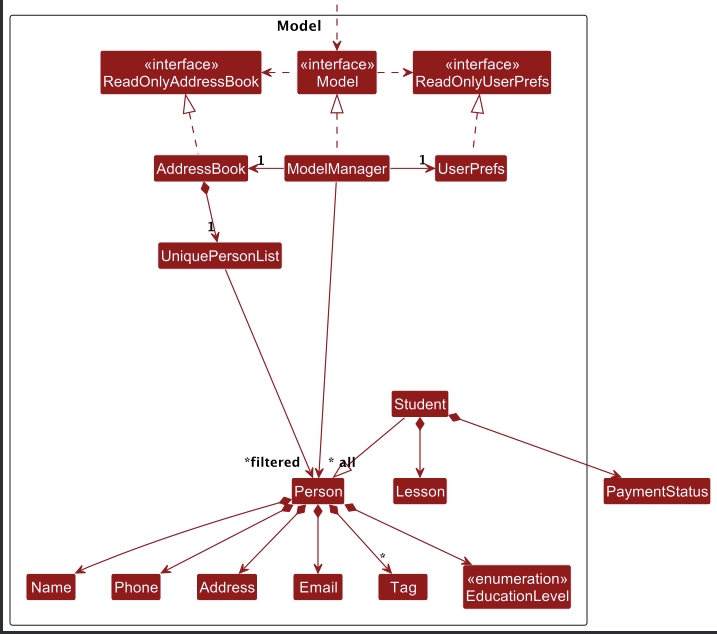 Model
«interface»
ReadOnlyAddressBook
«interface»
Model
«interface»
ReadOnlyUserPrefs
AddressBook
1
ModelManager
1
UserPrefs
1
UniquePersonList
Student
*filtered
* all
Person
Lesson
PaymentStatus
*
Name
Phone
Address
Email
Tag
«enumeration»
EducationLevel